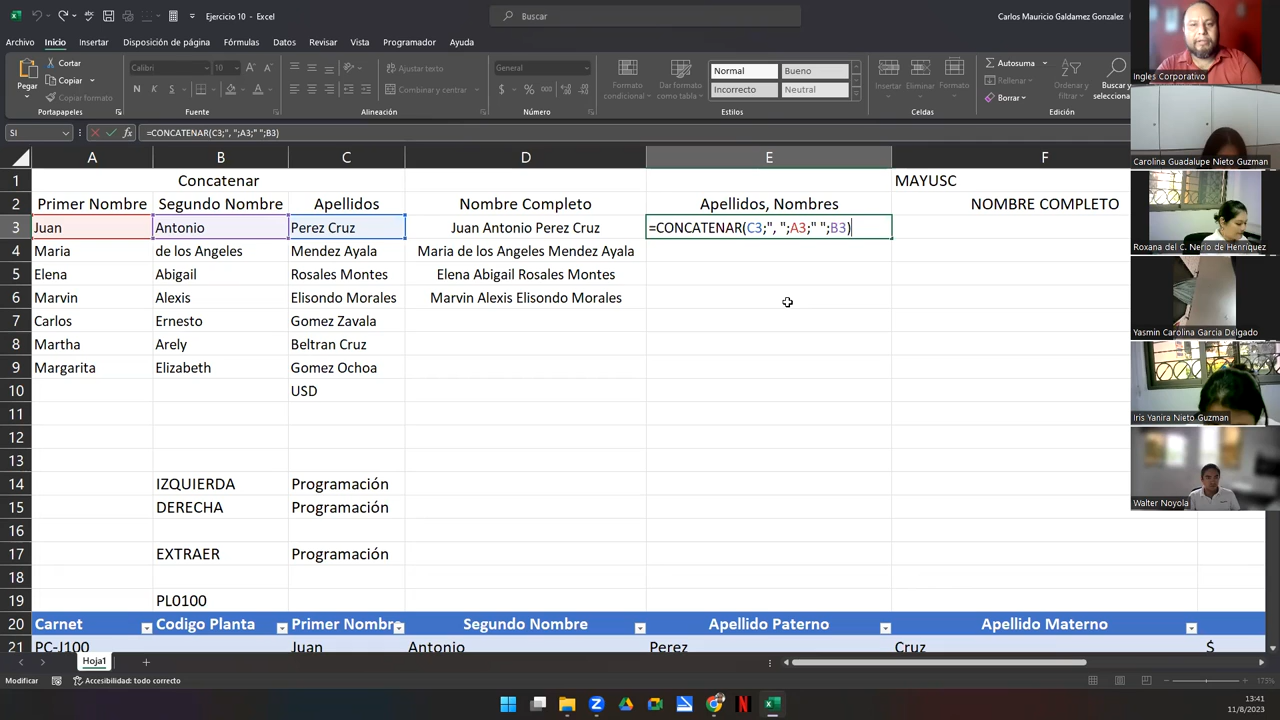 Ejercicio 10 - Excel
Buscar
Carlos Mauricio Galdamez Gonzalez
Archivo Inicio Insertar Disposición de página Fórmulas Datos Revisar Vista Programador Ayuda
Pegar
Cortar
Copiar
Copiar formato
Portapapeles
Calibri 10
N K S
Fuente
Ajustar texto
Combinar y centrar
Alineación
General
Número
Formato condicional
Dar formato como tabla
Normal Bueno
Incorrecto Neutral
Estilos
Insertar Eliminar Formato
Celdas
Autosuma
Rellenar
Borrar
Ordenar y filtrar
Buscar y
Edición
SI =CONCATENAR(C3;", ";A3;" ";B3)
A B C D E F
1 Concatenar MAYUSC
2 Primer Nombre Segundo Nombre Apellidos Nombre Completo Apellidos, Nombres NOMBRE COMPLETO
3 Juan Antonio Perez Cruz Juan Antonio Perez Cruz =CONCATENAR(C3;", ";A3;" ";B3)
4 Maria de los Angeles Mendez Ayala Maria de los Angeles Mendez Ayala
5 Elena Abigail Rosales Montes Elena Abigail Rosales Montes
6 Marvin Alexis Elisondo Morales Marvin Alexis Elisondo Morales
7 Carlos Ernesto Gomez Zavala
8 Martha Arely Beltran Cruz
9 Margarita Elizabeth Gomez Ochoa
10 USD
11
12
13
14 IZQUIERDA Programación
15 DERECHA Programación
16
17 EXTRAER Programación
18
19 PL0100
20 Carnet Codigo Planta Primer Nombre Segundo Nombre Apellido Paterno Apellido Materno
21 PC-J100 Juan Antonio Perez Cruz $
Hoja1
Modificar Accesibilidad: todo correcto 175%
13:41
11/8/2023
Ingles Corporativo
Carolina Guadalupe Nieto Guzman
Roxana del C. Nerio de Henriquez
Yasmin Carolina Garcia Delgado
Iris Yanira Nieto Guzman
Walter Noyola